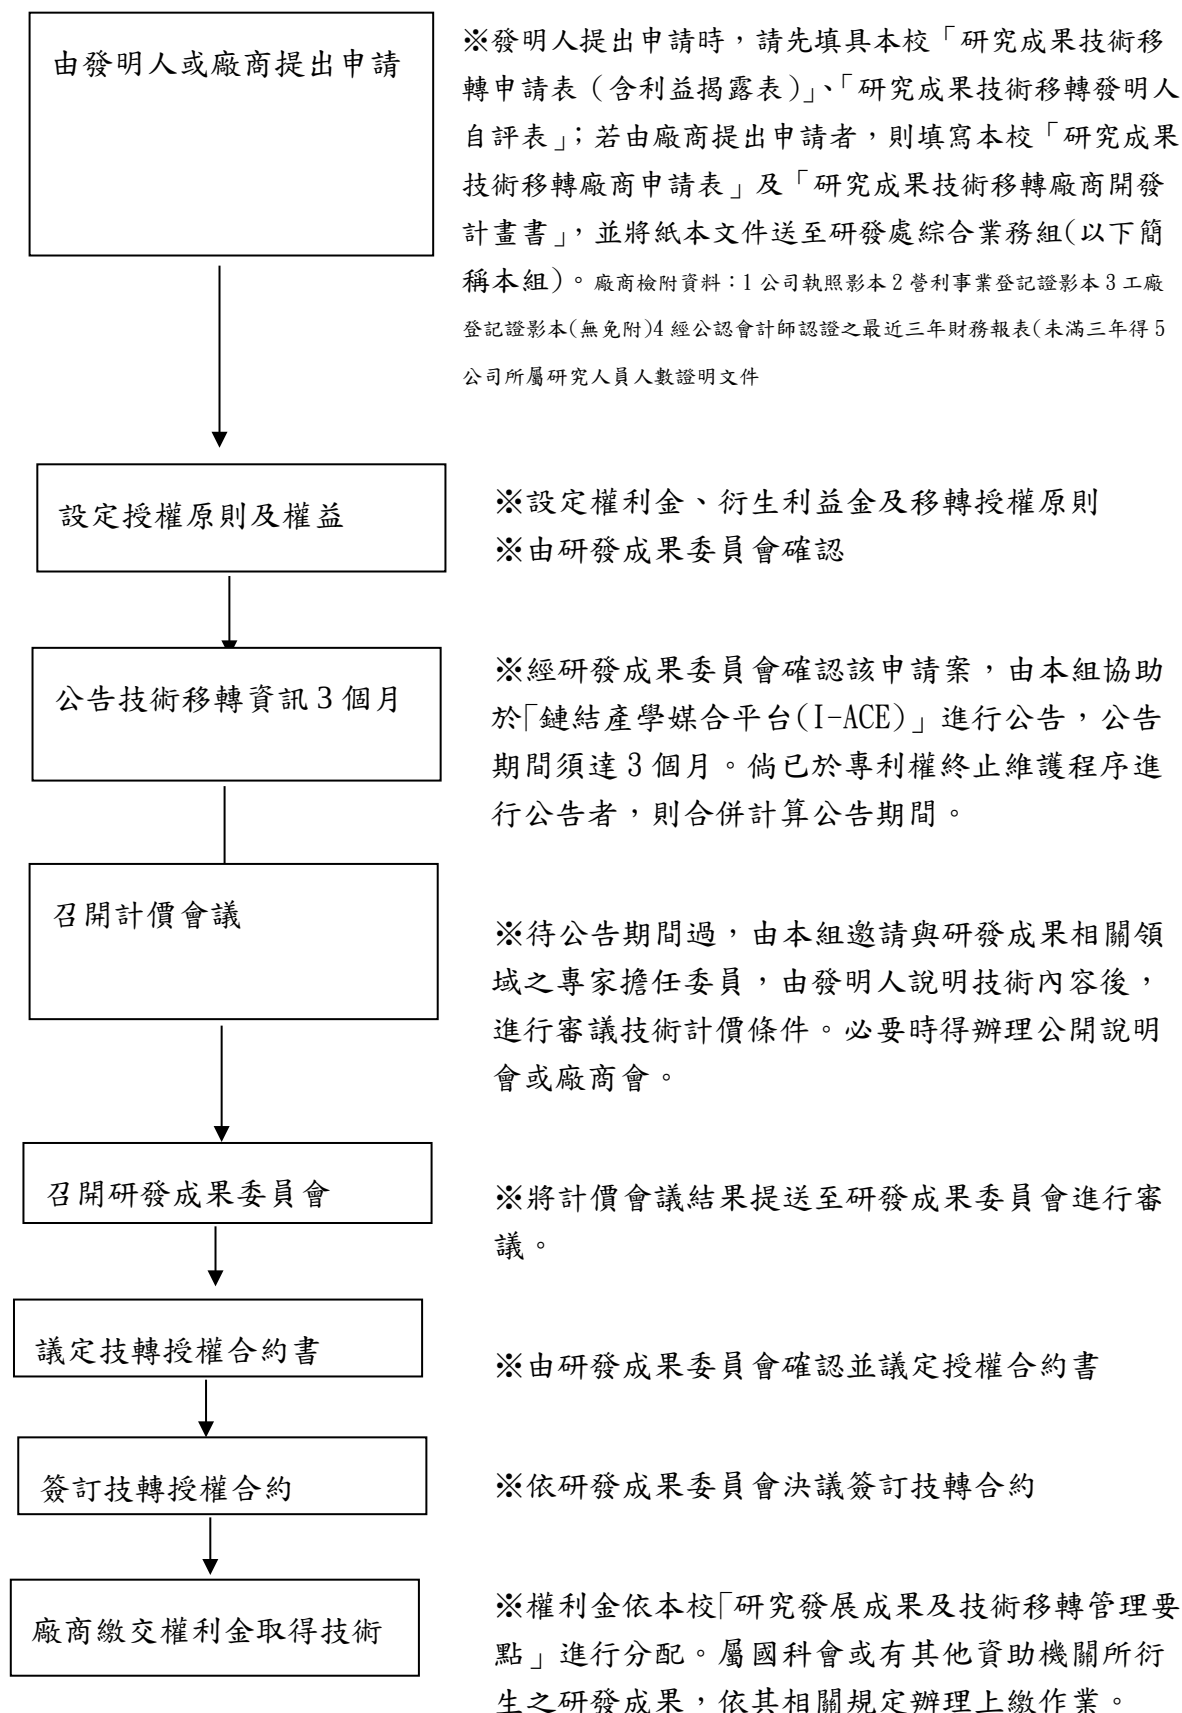 由發明人或廠商提出申請
※發明人提出申請時，請先填具本校「研究成果技術移
轉申請表（含利益揭露表）」、「研究成果技術移轉發明人
自評表」；若由廠商提出申請者，則填寫本校「研究成果
技術移轉廠商申請表」及「研究成果技術移轉廠商開發
計畫書」，並將紙本文件送至研發處綜合業務組(以下簡
稱本組)。廠商檢附資料：1 公司執照影本 2 營利事業登記證影本 3 工廠
登記證影本(無免附)4 經公認會計師認證之最近三年財務報表(未滿三年得 5
公司所屬研究人員人數證明文件
設定授權原則及權益
※設定權利金、衍生利益金及移轉授權原則
※由研發成果委員會確認
公告技術移轉資訊 3 個月
※經研發成果委員會確認該申請案，由本組協助
於「鏈結產學媒合平台(I-ACE)」進行公告，公告
期間須達 3 個月。倘已於專利權終止維護程序進
行公告者，則合併計算公告期間。
召開計價會議
※待公告期間過，由本組邀請與研發成果相關領
域之專家擔任委員，由發明人說明技術內容後，
進行審議技術計價條件。必要時得辦理公開說明
會或廠商會。
召開研發成果委員會
※將計價會議結果提送至研發成果委員會進行審
議。
議定技轉授權合約書
※由研發成果委員會確認並議定授權合約書
簽訂技轉授權合約
※依研發成果委員會決議簽訂技轉合約
廠商繳交權利金取得技術
※權利金依本校「研究發展成果及技術移轉管理要
點」進行分配。屬國科會或有其他資助機關所衍
生之研發成果，依其相關規定辦理上繳作業。